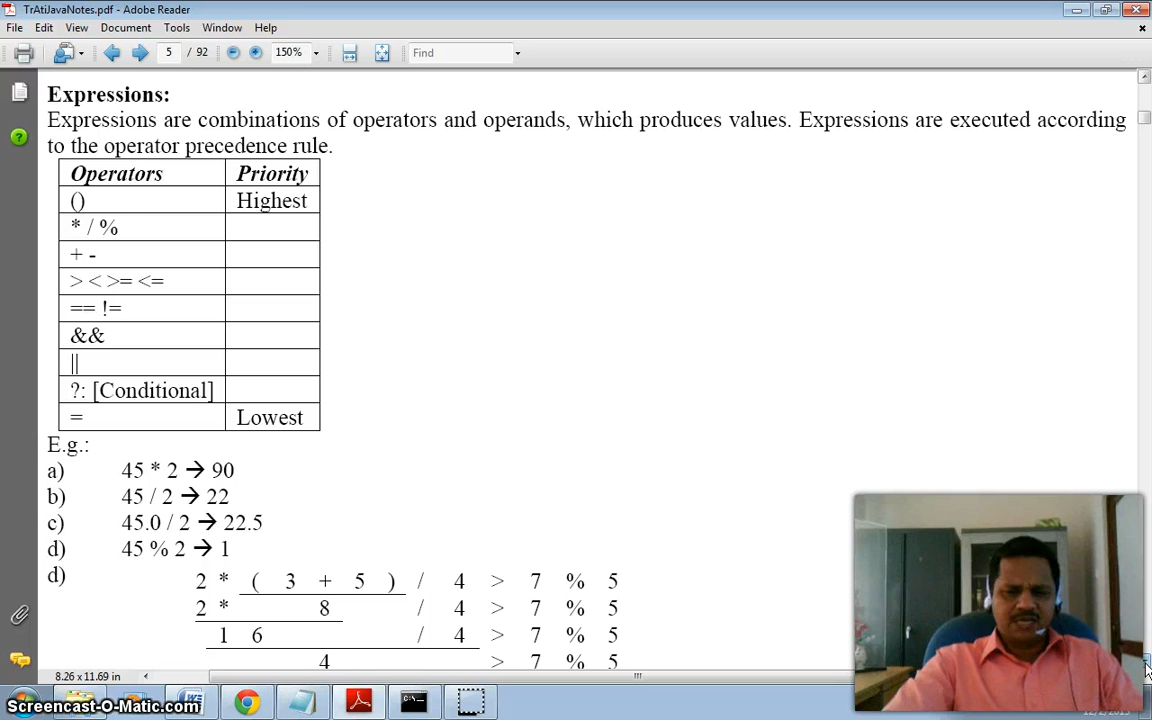 TrAtiJavaNotes.pdf - Adobe Reader
File Edit View Document Tools Window Help
5 / 92 150% Find
Expressions:
Expressions are combinations of operators and operands, which produces values. Expressions are executed according
to the operator precedence rule.
Operators Priority
() Highest
* / %
+ -
> < >= <=
== !=
&&
||
?: [Conditional]
= Lowest
E.g.:
a) 45 * 2 → 90
b) 45 / 2 → 22
c) 45.0 / 2 → 22.5
d) 45 % 2 → 1
d) 2 * ( 3 + 5 ) / 4 > 7 % 5
2 * 8 / 4 > 7 % 5
1 6 / 4 > 7 % 5
4 > 7 % 5
8.26 x 11.69 in
Screencast-O-Matic.com